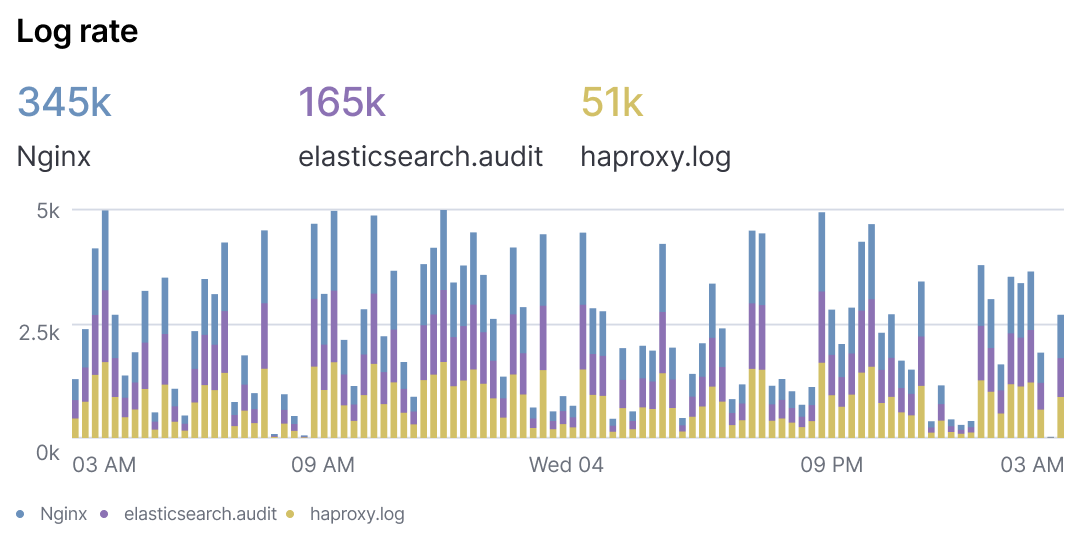 Log rate
345k 165k 51k
Nginx elasticsearch.audit haproxy.log
5k
2.5k
0k
03 AM 09 AM Wed 04 09 PM 03 AM
Nginx elasticsearch.audit haproxy.log